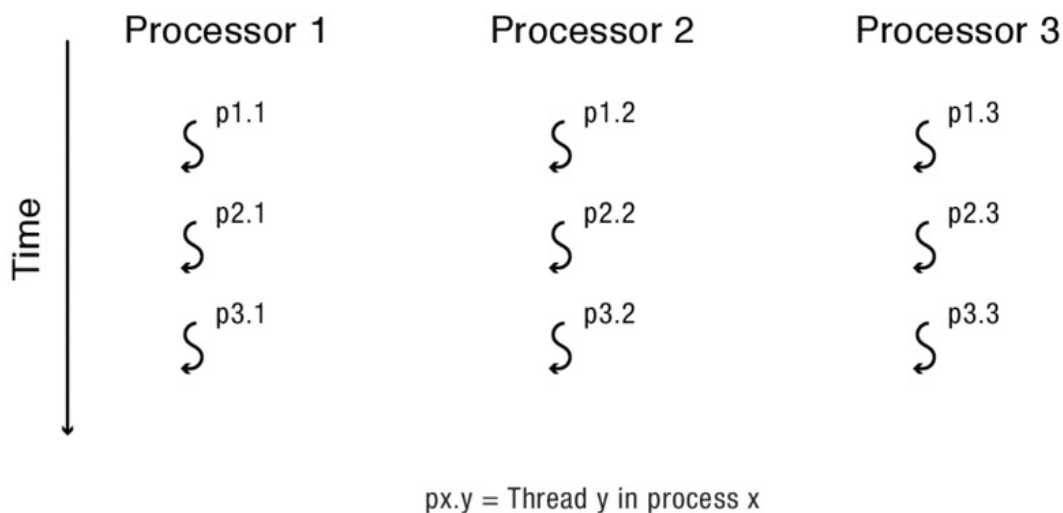 Processor 1 Processor 2 Processor 3
p1.1 p1.2 p1.3
p2.1 p2.2 p2.3
Time
p3.1 p3.2 p3.3
px.y = Thread y in process x